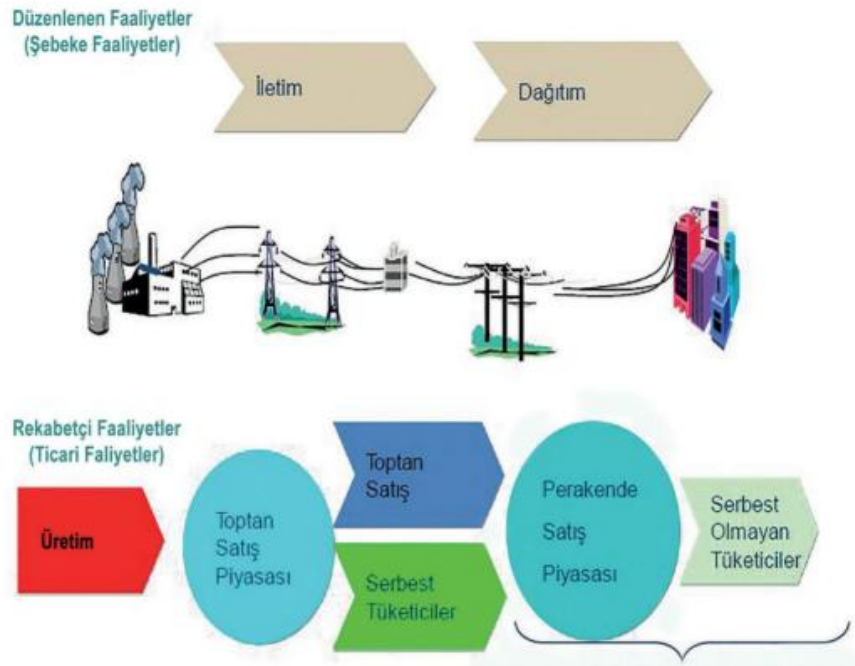 Düzenlenen Faaliyetler
(Şebeke Faaliyetler)
İletim
Dağıtım
Rekabetçi Faaliyetler
(Ticari Faliyetler)
Üretim
Toptan
Satış
Piyasası
Toptan
Satış
Serbest
Tüketiciler
Perakende
Satış
Piyasası
Serbest
Olmayan
Tüketiciler